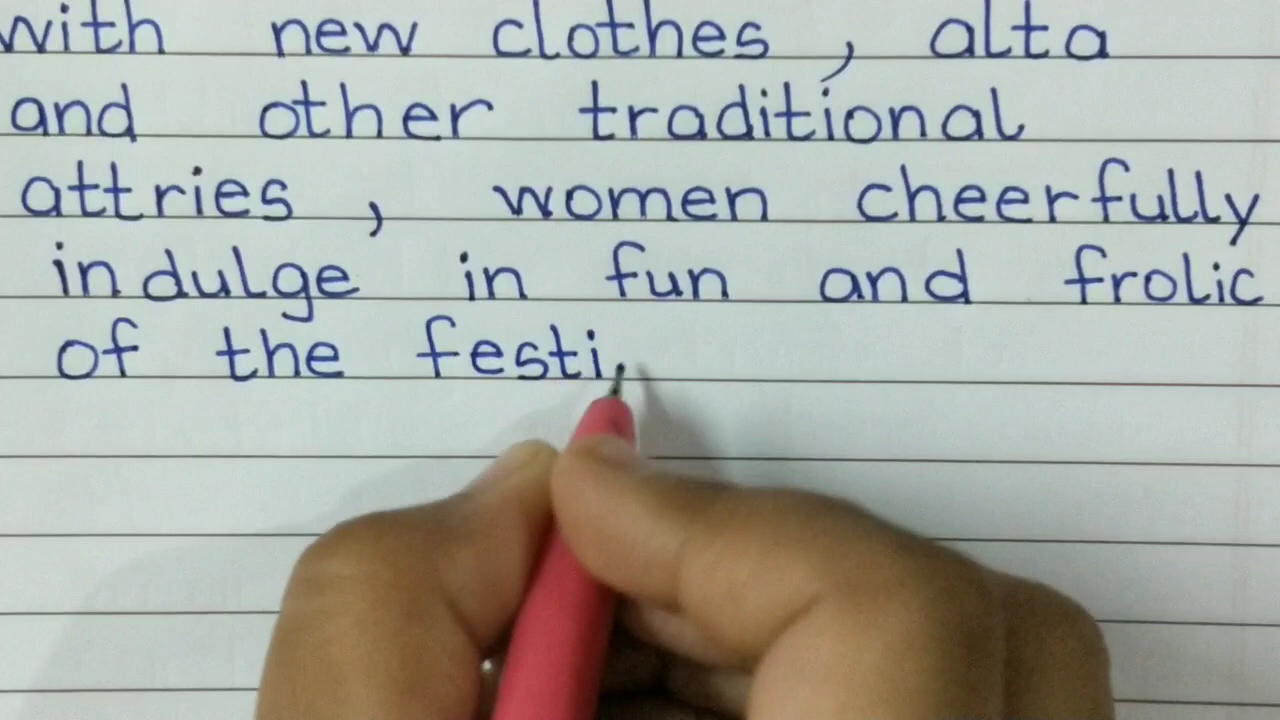 with new clothes , alta
and other traditional
attries , women cheerfully
indulge in fun and frolic
of the festi